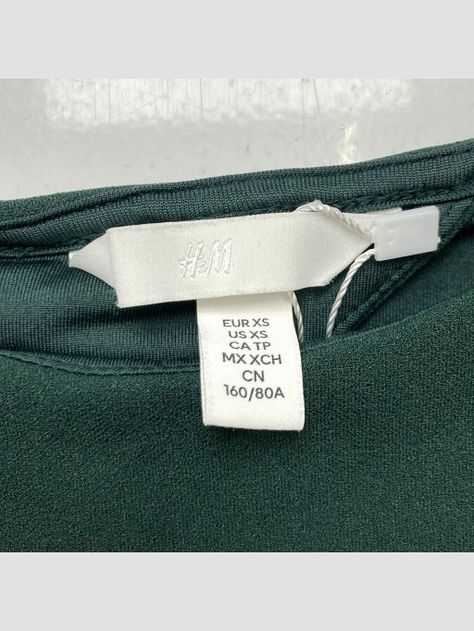 H&M
EUR XS
US XS
CA TP
MX XCH
CN
160/80A